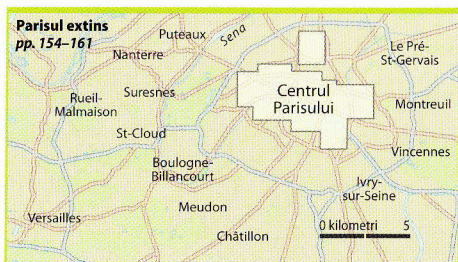 Parisul extins
pp. 154–161
Puteaux
Sena
Nanterre
Le Pré-
St-Gervais
Rueil-
Malmaison
Suresnes
Centrul
Parisului
Montreuil
St-Cloud
Boulogne-
Billancourt
Vincennes
Ivry-
sur-Seine
Versailles
Meudon
Châtillon
0 kilometri 5